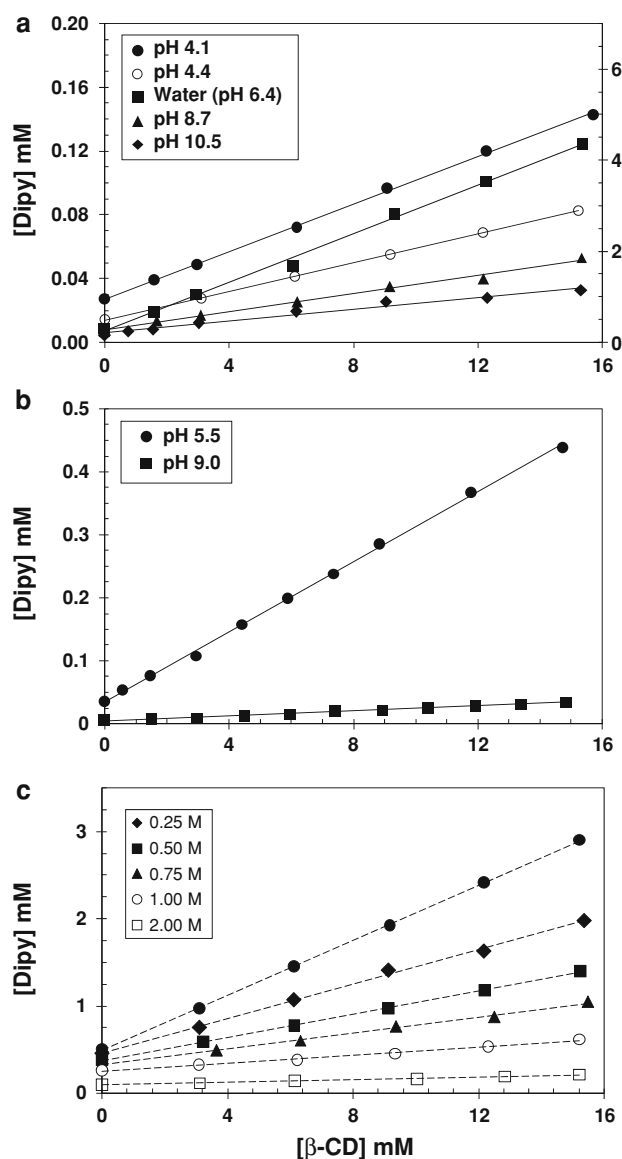 a
[Dipy] mM
0.20
0.16
0.12
0.08
0.04
0.00
pH 4.1
pH 4.4
Water (pH 6.4)
pH 8.7
pH 10.5
6
4
2
0
0 4 8 12 16
b
[Dipy] mM
0.5
0.4
0.3
0.2
0.1
0
pH 5.5
pH 9.0
0 4 8 12 16
c
[Dipy] mM
3
2
1
0
0.25 M
0.50 M
0.75 M
1.00 M
2.00 M
0 4 8 12 16
[β-CD] mM